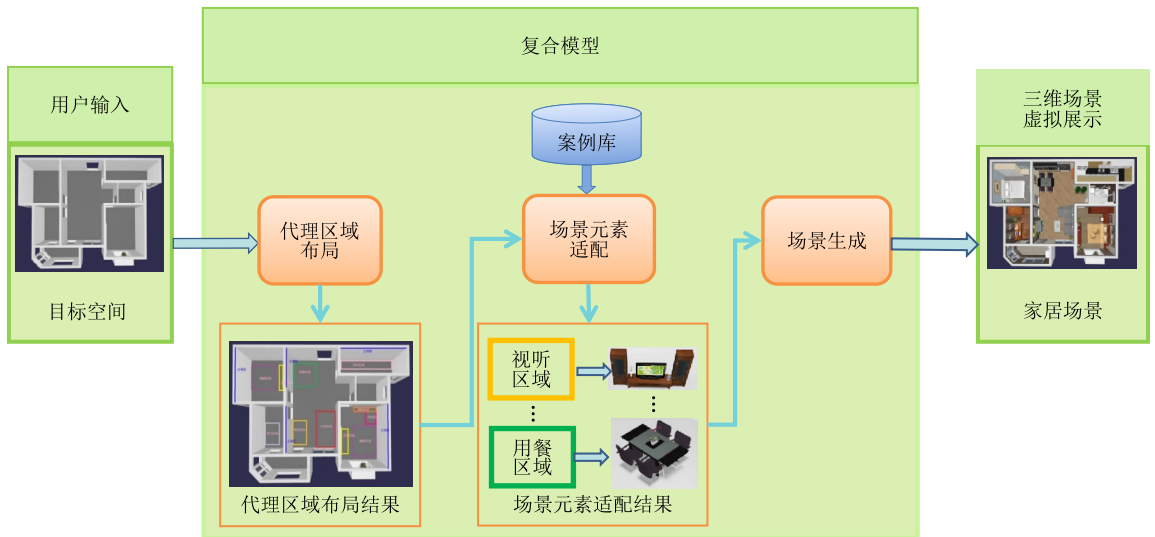 复合模型
用户输入
目标空间
案例库
代理区域
布局
场景元素
适配
场景生成
代理区域布局结果
视听
区域
...
用餐
区域
...
场景元素适配结果
三维场景
虚拟展示
家居场景